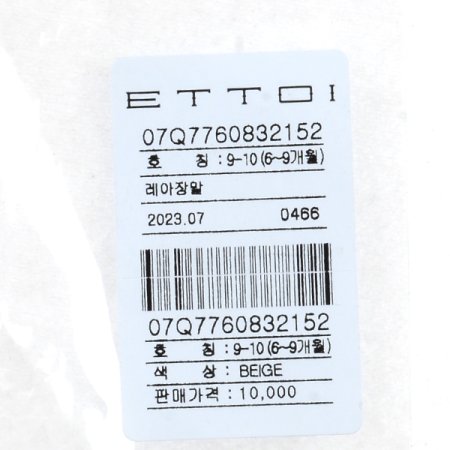 ETTOI
07Q7760832152
호 칭 : 9-10 (6~9개월)
레아장말
2023.07 0466
07Q7760832152
호 칭 : 9-10 (6~9개월)
색 상 : BEIGE
판매가격 : 10,000